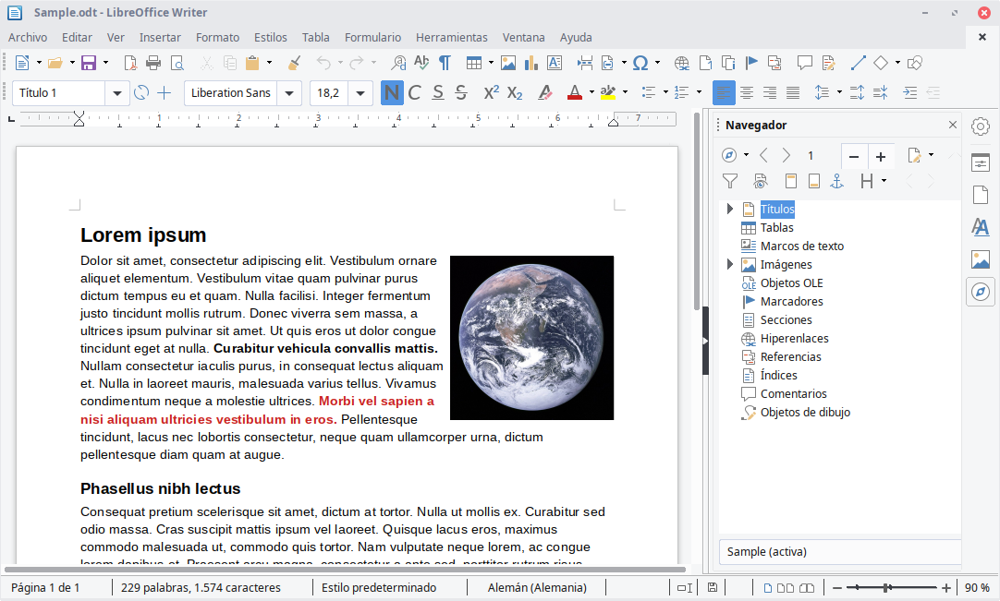 Sample.odt - LibreOffice Writer
Archivo Editar Ver Insertar Formato Estilos Tabla Formulario Herramientas Ventana Ayuda
Título 1 Liberation Sans 18,2 N C S S X² X₂ A
1 2 3 4 5 6 7
Navegador
1
Títulos
Tablas
Marcos de texto
Imágenes
Objetos OLE
Marcadores
Secciones
Hiperenlaces
Referencias
Índices
Comentarios
Objetos de dibujo
Sample (activa)
Lorem ipsum
Dolor sit amet, consectetur adipiscing elit. Vestibulum ornare
aliquet elementum. Vestibulum vitae quam pulvinar purus
dictum tempus eu et quam. Nulla facilisi. Integer fermentum
justo tincidunt mollis rutrum. Donec viverra sem massa, a
ultrices ipsum pulvinar sit amet. Ut quis eros ut dolor congue
tincidunt eget at nulla. Curabitur vehicula convallis mattis.
Nullam consectetur iaculis purus, in consequat lectus aliquam
et. Nulla in laoreet mauris, malesuada varius tellus. Vivamus
condimentum neque a molestie ultrices. Morbi vel sapien a
nisi aliquam ultricies vestibulum in eros. Pellentesque
tincidunt, lacus nec lobortis consectetur, neque quam ullamcorper urna, dictum
pellentesque diam quam at augue.
Phasellus nibh lectus
Consequat pretium scelerisque sit amet, dictum at tortor. Nulla ut mollis ex. Curabitur sed
odio massa. Cras suscipit mattis ipsum vel laoreet. Quisque lacus eros, maximus
commodo malesuada ut, commodo quis tortor. Nam vulputate neque lorem, ac congue
Página 1 de 1 229 palabras, 1.574 caracteres Estilo predeterminado Alemán (Alemania) 90 %